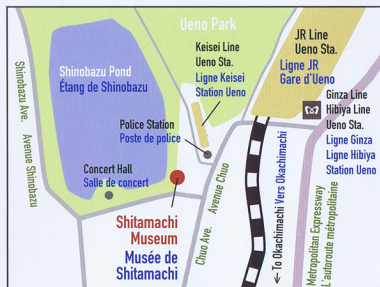 Ueno Park
Shinobazu Pond
Étang de Shinobazu
Keisei Line
Ueno Sta.
Ligne Keisei
Station Ueno
JR Line
Ueno Sta.
Ligne JR
Gare d'Ueno
Ginza Line
Hibiya Line
Ueno Sta.
Ligne Ginza
Ligne Hibiya
Station Ueno
Police Station
Poste de police
Concert Hall
Salle de concert
Shitamachi
Museum
Musée de
Shitamachi
Shinobazu Ave.
Avenue Shinobazu
Chuo Ave.
Avenue Chuo
To Okachimachi Vers Okachimachi
Metropolitan Expressway
L'autoroute métropolitaine